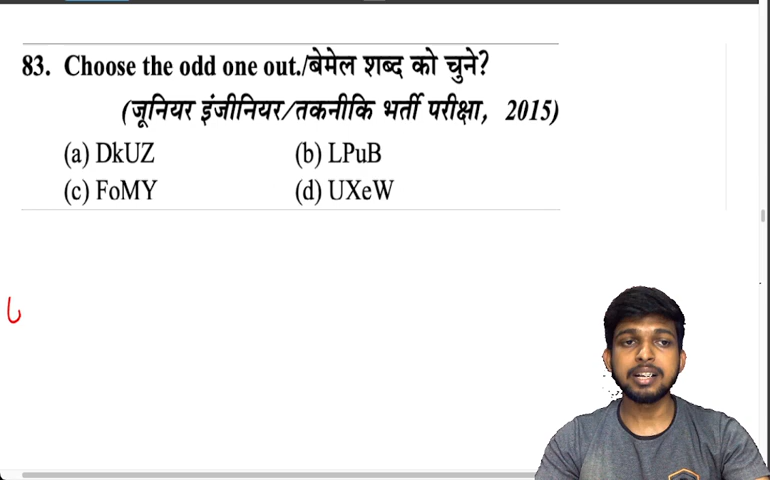 83. Choose the odd one out./बेमेल शब्द को चुने?
(जूनियर इंजीनियर/तकनीकि भर्ती परीक्षा, 2015)
(a) DkUZ (b) LPuB
(c) FoMY (d) UXeW